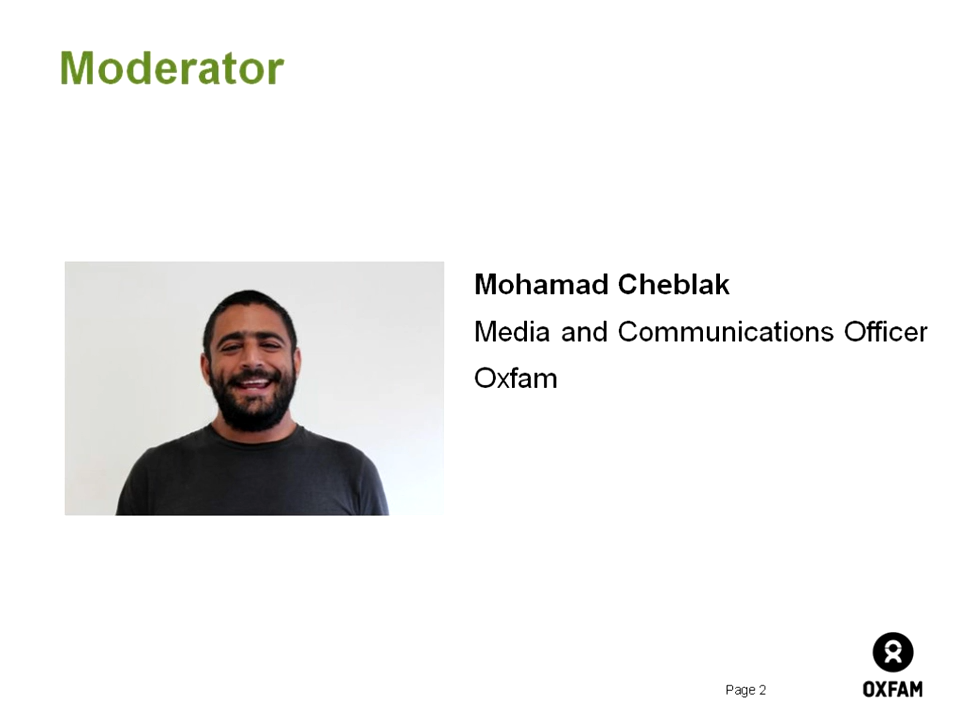 Moderator
Mohamad Cheblak
Media and Communications Officer
Oxfam
Page 2
OXFAM